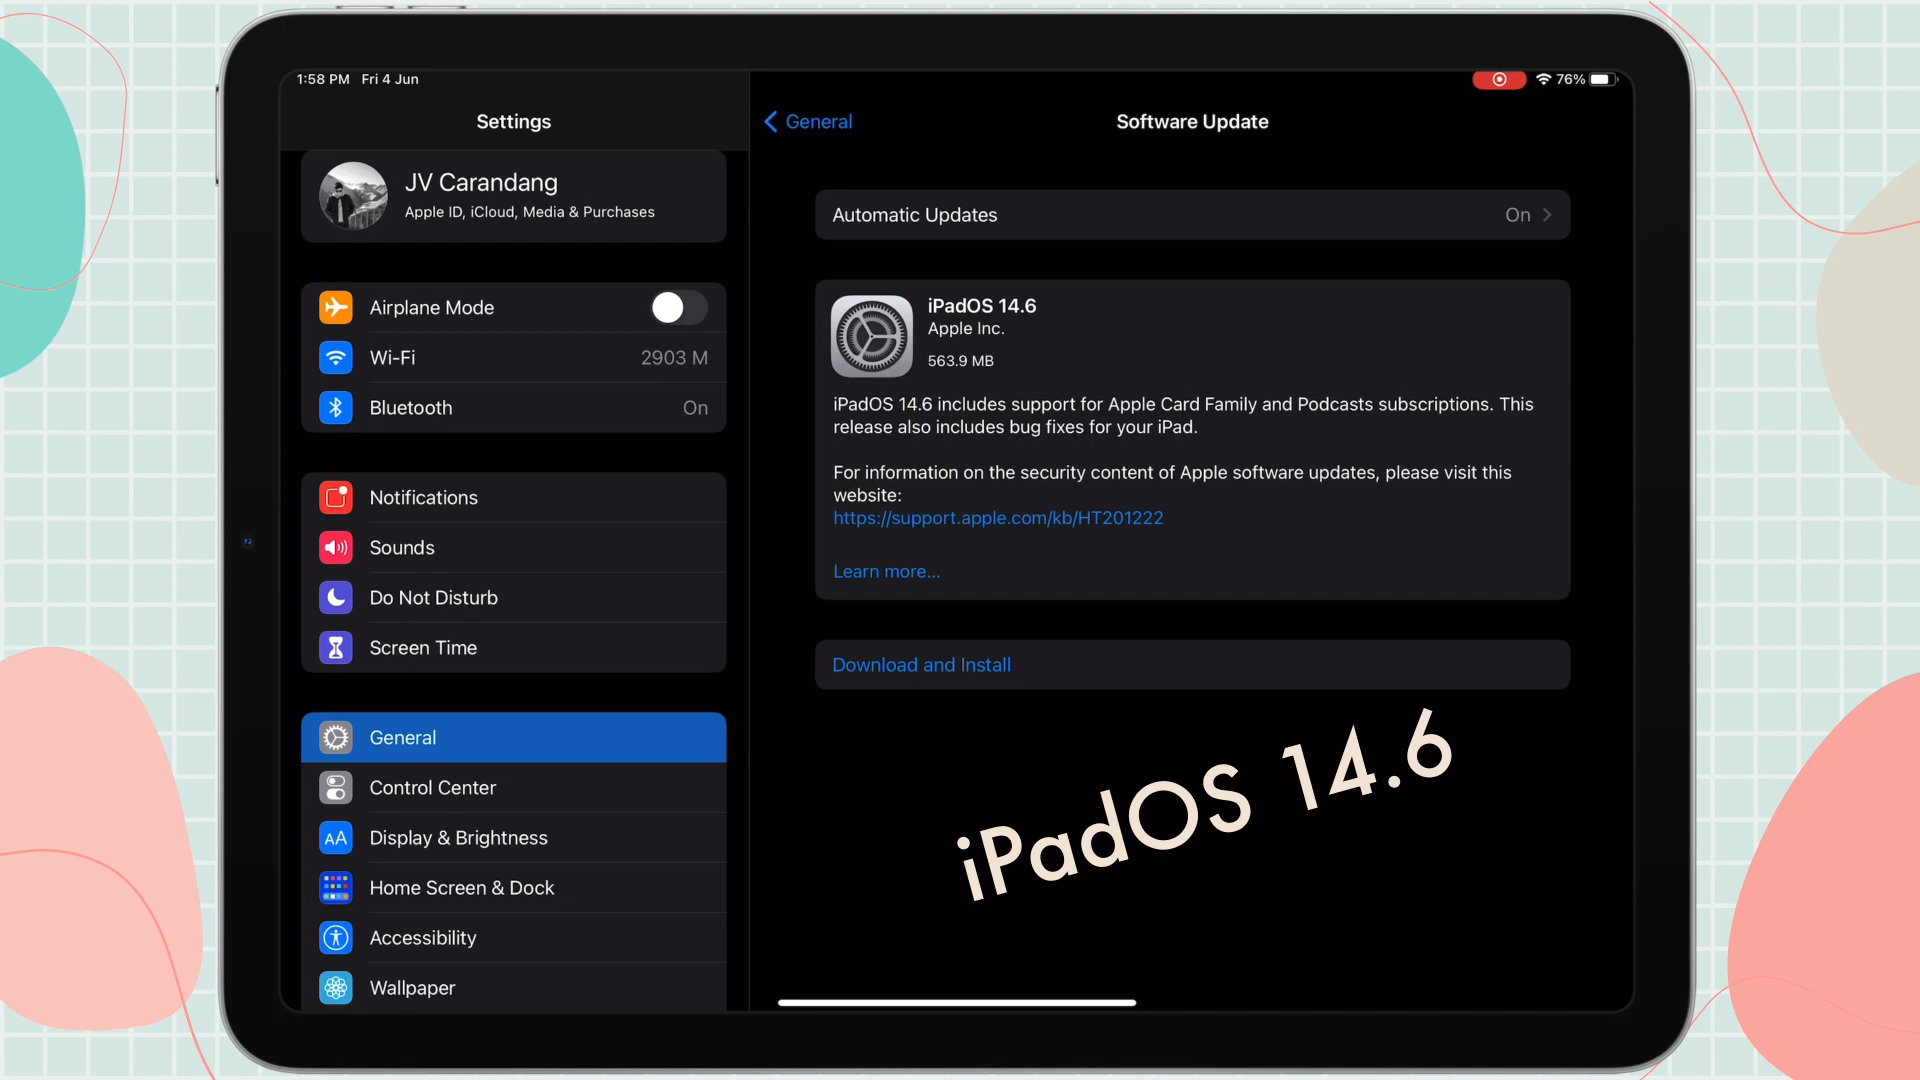 1:58 PM Fri 4 Jun
76%
Settings
JV Carandang
Apple ID, iCloud, Media & Purchases
Airplane Mode
Wi-Fi 2903 M
Bluetooth On
Notifications
Sounds
Do Not Disturb
Screen Time
General
Control Center
AA Display & Brightness
Home Screen & Dock
Accessibility
Wallpaper
General
Software Update
Automatic Updates On
iPadOS 14.6
Apple Inc.
563.9 MB
iPadOS 14.6 includes support for Apple Card Family and Podcasts subscriptions. This
release also includes bug fixes for your iPad.
For information on the security content of Apple software updates, please visit this
website:
https://support.apple.com/kb/HT201222
Learn more...
Download and Install
iPadOS 14.6